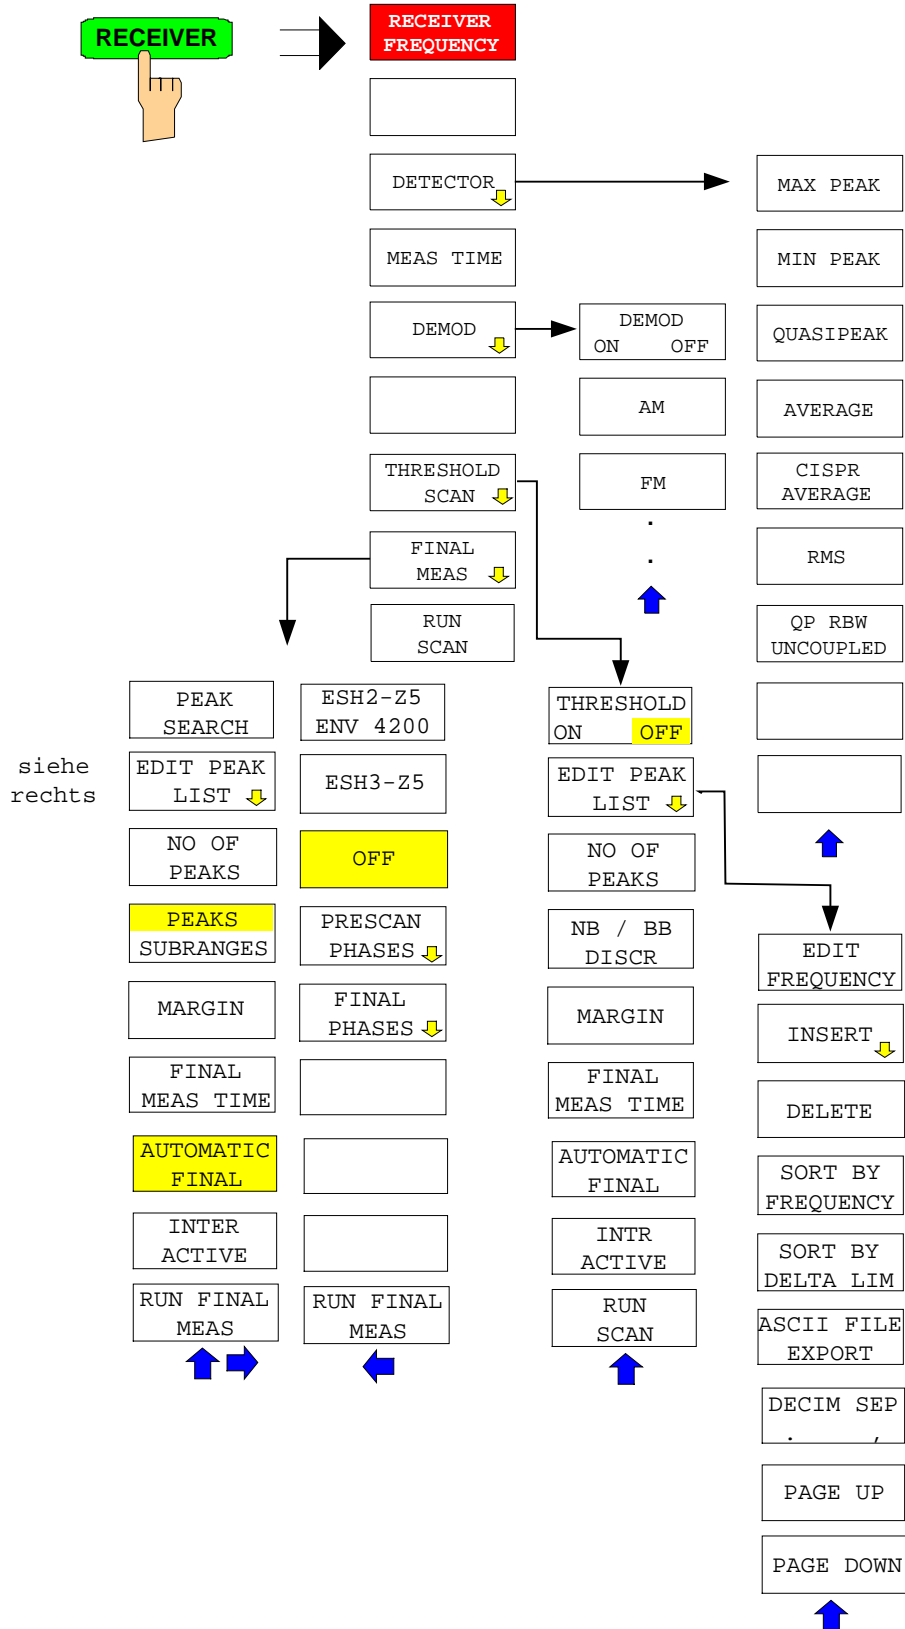 RECEIVER
RECEIVER
FREQUENCY
DETECTOR
MEAS TIME
DEMOD
THRESHOLD
SCAN
FINAL
MEAS
RUN
SCAN
DEMOD
ON OFF
AM
FM
.
.
MAX PEAK
MIN PEAK
QUASIPEAK
AVERAGE
CISPR
AVERAGE
RMS
QP RBW
UNCOUPLED
siehe
rechts
PEAK
SEARCH
EDIT PEAK
LIST
NO OF
PEAKS
PEAKS
SUBRANGES
MARGIN
FINAL
MEAS TIME
AUTOMATIC
FINAL
INTER
ACTIVE
RUN FINAL
MEAS
ESH2-Z5
ENV 4200
ESH3-Z5
OFF
PRESCAN
PHASES
FINAL
PHASES
RUN FINAL
MEAS
THRESHOLD
ON OFF
EDIT PEAK
LIST
NO OF
PEAKS
NB / BB
DISCR
MARGIN
FINAL
MEAS TIME
AUTOMATIC
FINAL
INTR
ACTIVE
RUN
SCAN
EDIT
FREQUENCY
INSERT
DELETE
SORT BY
FREQUENCY
SORT BY
DELTA LIM
ASCII FILE
EXPORT
DECIM SEP
. ,
PAGE UP
PAGE DOWN